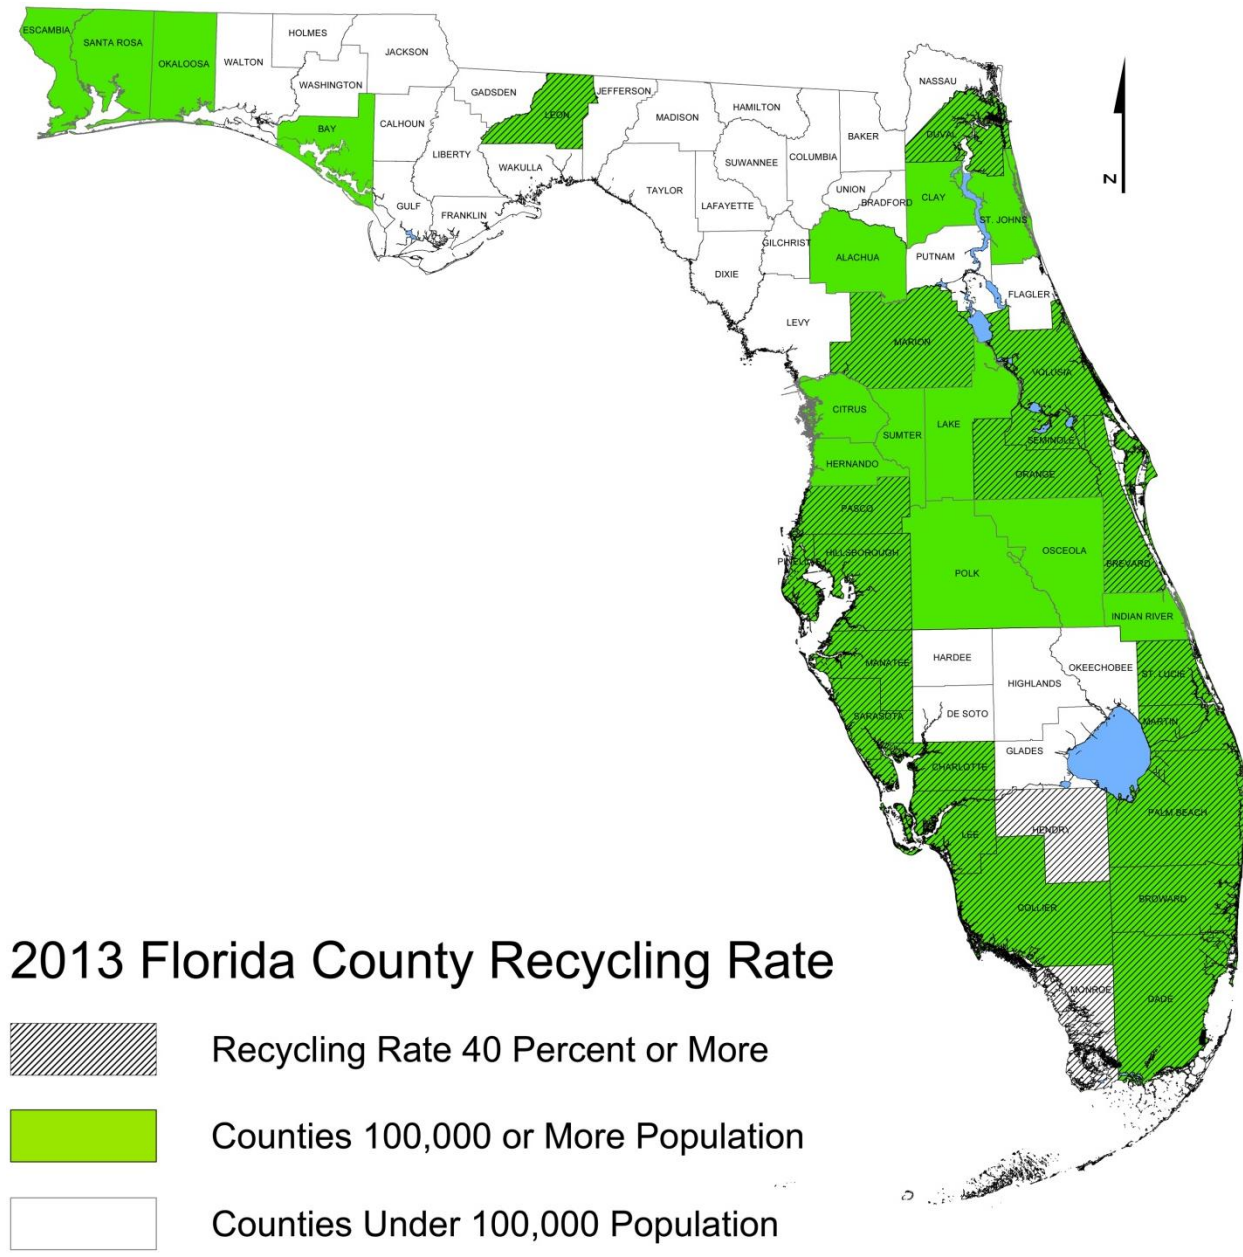 ESCAMBIA
SANTA ROSA
OKALOOSA
WALTON
HOLMES
JACKSON
WASHINGTON
BAY
CALHOUN
GADSDEN
LEON
JEFFERSON
LIBERTY
WAKULLA
GULF
FRANKLIN
MADISON
HAMILTON
TAYLOR
SUWANNEE
LAFAYETTE
COLUMBIA
BAKER
NASSAU
DUVAL
UNION
BRADFORD
CLAY
ST. JOHNS
DIXIE
GILCHRIST
ALACHUA
PUTNAM
FLAGLER
LEVY
MARION
VOLUSIA
CITRUS
SUMTER
LAKE
SEMINOLE
HERNANDO
ORANGE
PASCO
PINELLAS
HILLSBOROUGH
POLK
OSCEOLA
BREVARD
INDIAN RIVER
MANATEE
HARDEE
HIGHLANDS
OKEECHOBEE
ST. LUCIE
SARASOTA
DE SOTO
MARTIN
CHARLOTTE
GLADES
LEE
HENDRY
PALM BEACH
COLLIER
BROWARD
MONROE
DADE
N
2013 Florida County Recycling Rate
Recycling Rate 40 Percent or More
Counties 100,000 or More Population
Counties Under 100,000 Population